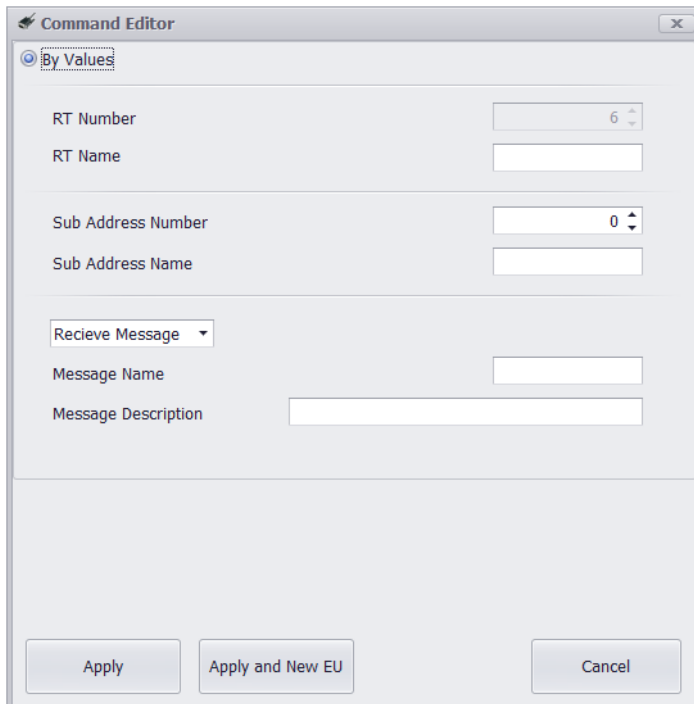 Command Editor
By Values
RT Number 6
RT Name
Sub Address Number 0
Sub Address Name
Recieve Message
Message Name
Message Description
Apply Apply and New EU Cancel